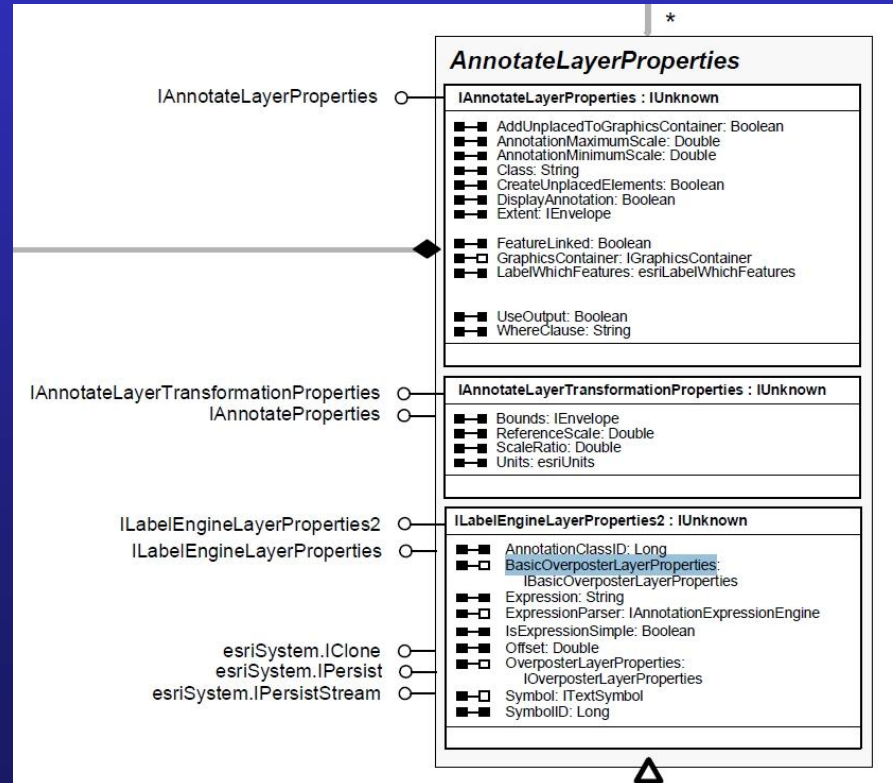 *
AnnotateLayerProperties
IAnnotateLayerProperties
IAnnotateLayerProperties : IUnknown
AddUnplacedToGraphicsContainer: Boolean
AnnotationMaximumScale: Double
AnnotationMinimumScale: Double
Class: String
CreateUnplacedElements: Boolean
DisplayAnnotation: Boolean
Extent: IEnvelope
FeatureLinked: Boolean
GraphicsContainer: IGraphicsContainer
LabelWhichFeatures: esriLabelWhichFeatures
UseOutput: Boolean
WhereClause: String
IAnnotateLayerTransformationProperties
IAnnotateProperties
IAnnotateLayerTransformationProperties : IUnknown
Bounds: IEnvelope
ReferenceScale: Double
ScaleRatio: Double
Units: esriUnits
ILabelEngineLayerProperties2
ILabelEngineLayerProperties
ILabelEngineLayerProperties2 : IUnknown
AnnotationClassID: Long
BasicOverposterLayerProperties:
IBasicOverposterLayerProperties
Expression: String
ExpressionParser: IAnnotationExpressionEngine
IsExpressionSimple: Boolean
Offset: Double
OverposterLayerProperties:
IOverposterLayerProperties
Symbol: ITextSymbol
SymbolID: Long
esriSystem.IClone
esriSystem.IPersist
esriSystem.IPersistStream